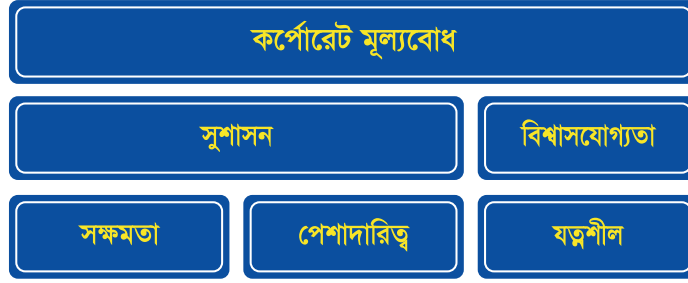 কর্পোরেট মূল্যবোধ
সুশাসন
বিশ্বাসযোগ্যতা
সক্ষমতা
পেশাদারিত্ব
যত্নশীল